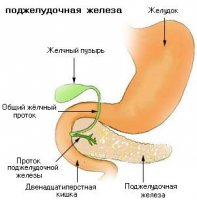 поджелудочная железа
Желудок
Желчный пузырь
Общий жёлчный
проток
Проток
поджелудочной
железы
Двенадцатиперстная
кишка
Поджелудочная
железа